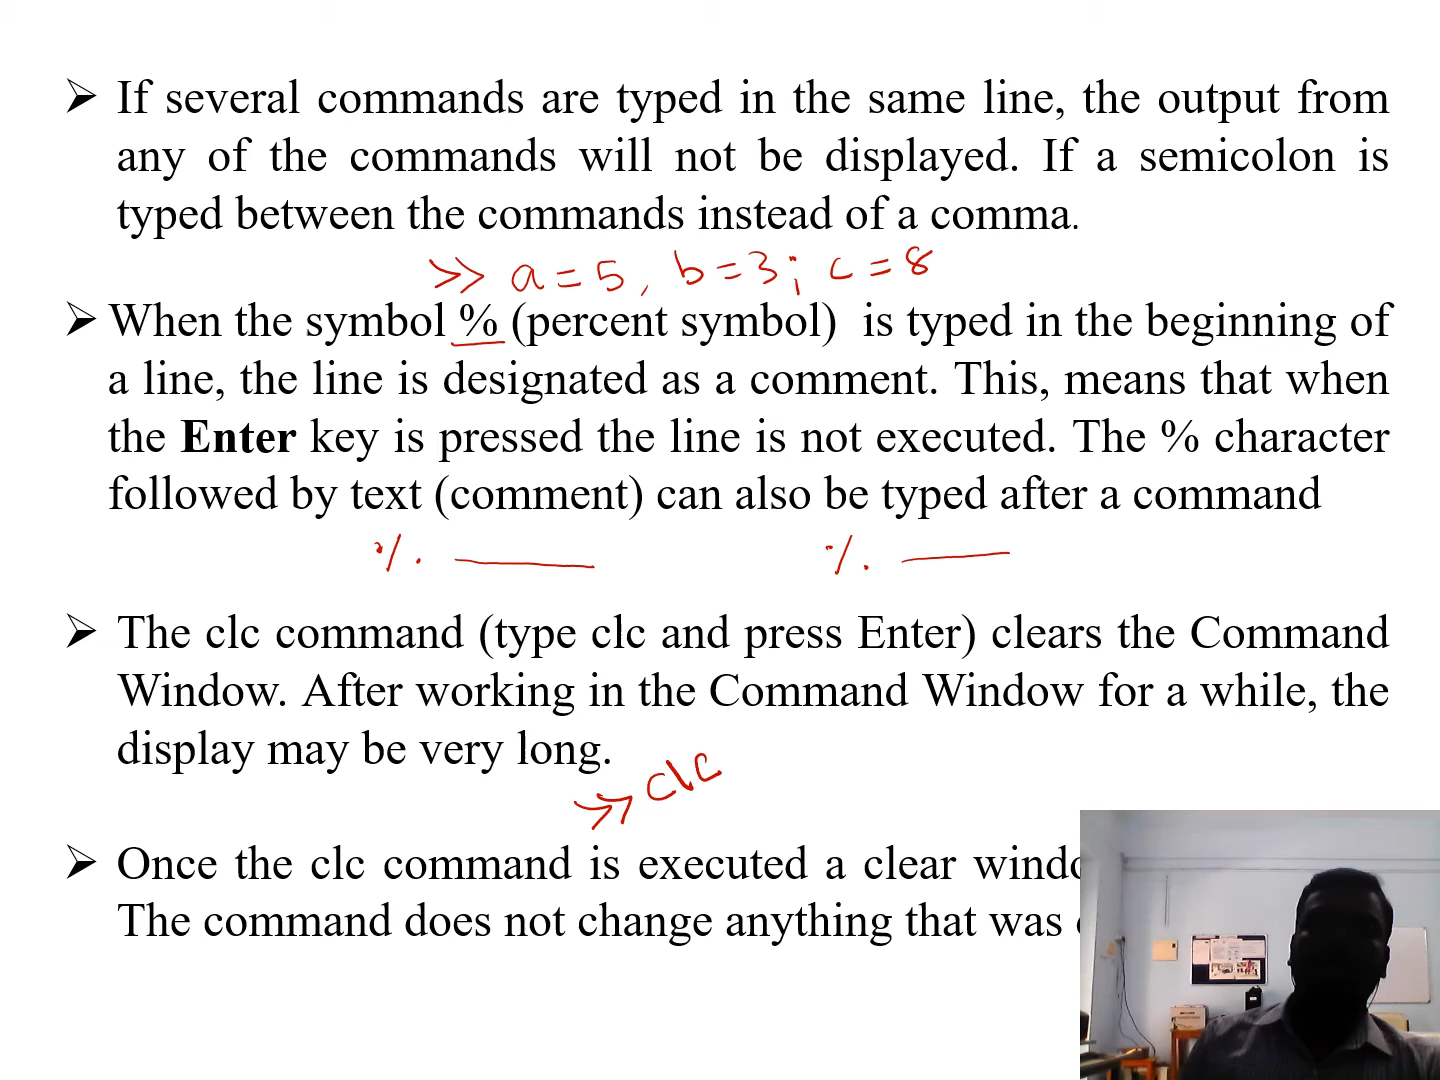 ➢ If several commands are typed in the same line, the output from
any of the commands will not be displayed. If a semicolon is
typed between the commands instead of a comma.
>> a = 5, b = 3; c = 8
➢ When the symbol % (percent symbol) is typed in the beginning of
a line, the line is designated as a comment. This, means that when
the Enter key is pressed the line is not executed. The % character
followed by text (comment) can also be typed after a command
% ____ % ____
➢ The clc command (type clc and press Enter) clears the Command
Window. After working in the Command Window for a while, the
display may be very long.
>> clc
➢ Once the clc command is executed a clear
The command does not change anything that was